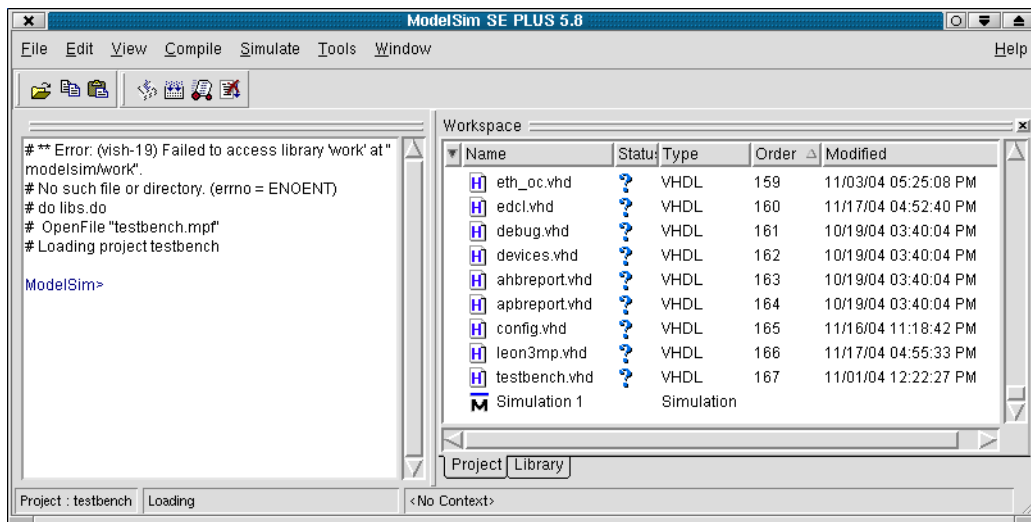 ModelSim SE PLUS 5.8
File Edit View Compile Simulate Tools Window Help
# ** Error: (vish-19) Failed to access library 'work' at "
modelsim/work".
# No such file or directory. (errno = ENOENT)
# do libs.do
# OpenFile "testbench.mpf"
# Loading project testbench
ModelSim>
Workspace
Name Status Type Order Modified
eth_oc.vhd ? VHDL 159 11/03/04 05:25:08 PM
edcl.vhd ? VHDL 160 11/17/04 04:52:40 PM
debug.vhd ? VHDL 161 10/19/04 03:40:04 PM
devices.vhd ? VHDL 162 10/19/04 03:40:04 PM
ahbreport.vhd ? VHDL 163 10/19/04 03:40:04 PM
apbreport.vhd ? VHDL 164 10/19/04 03:40:04 PM
config.vhd ? VHDL 165 11/16/04 11:18:42 PM
leon3mp.vhd ? VHDL 166 11/17/04 04:55:33 PM
testbench.vhd ? VHDL 167 11/01/04 12:22:27 PM
M Simulation 1 Simulation
Project Library
Project : testbench Loading <No Context>